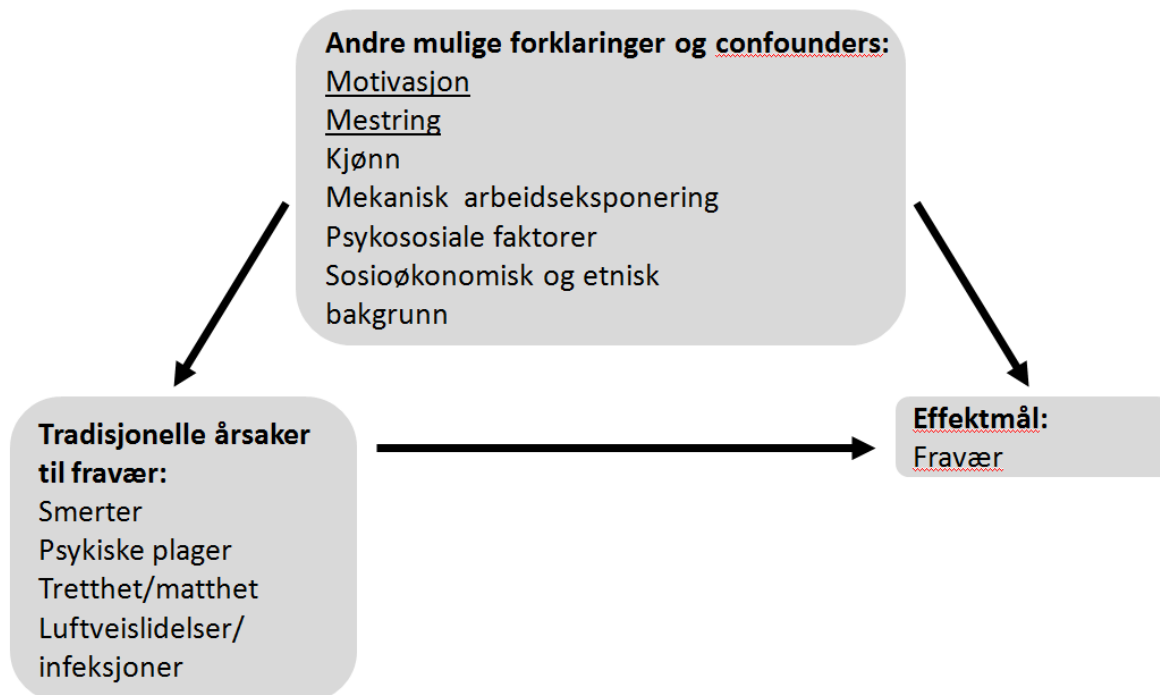 Andre mulige forklaringer og confounders:
Motivasjon
Mestring
Kjønn
Mekanisk arbeidseksponering
Psykososiale faktorer
Sosioøkonomisk og etnisk
bakgrunn
Tradisjonelle årsaker
til fravær:
Smerter
Psykiske plager
Tretthet/matthet
Luftveislidelser/
infeksjoner
Effektmål:
Fravær